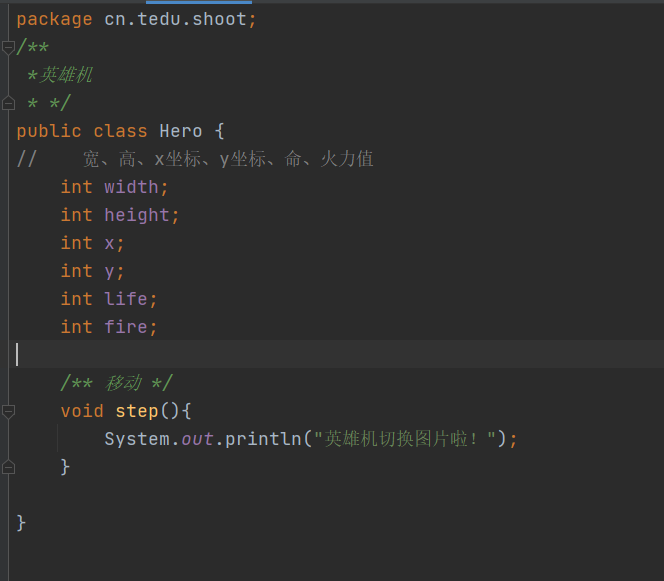 package cn.tedu.shoot;
/**
 *英雄机
 * */
public class Hero {
//    宽、高、x坐标、y坐标、命、火力值
    int width;
    int height;
    int x;
    int y;
    int life;
    int fire;
    /** 移动 */
    void step(){
        System.out.println("英雄机切换图片啦！");
    }
}